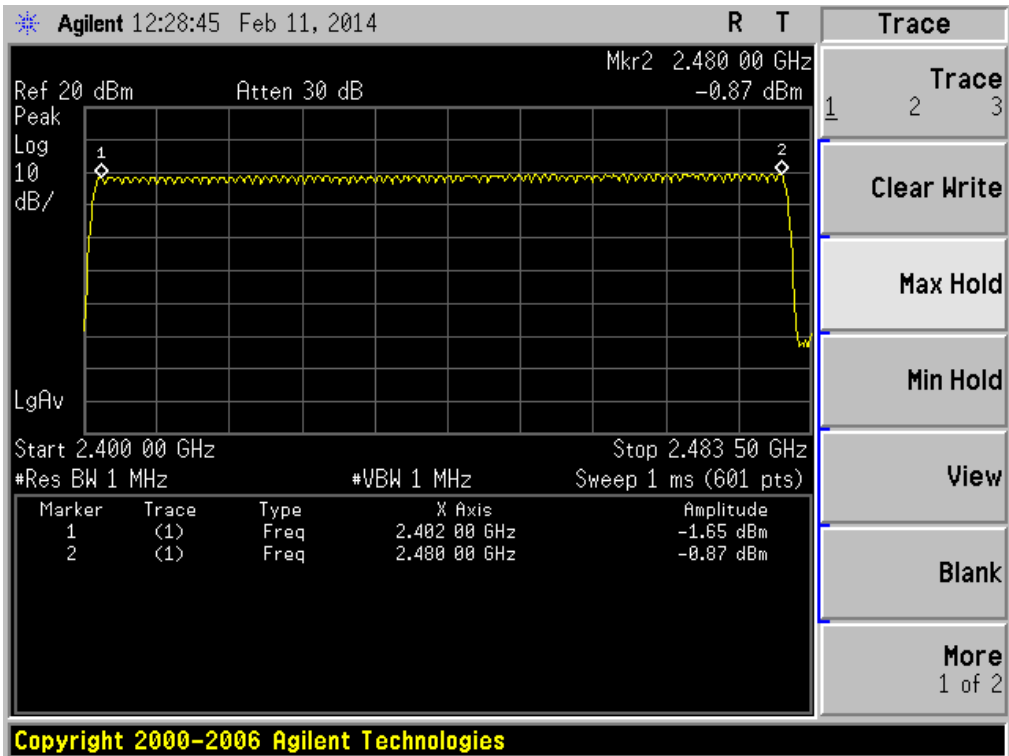 Agilent 12:28:45 Feb 11, 2014 R T
Trace
Mkr2 2.480 00 GHz
Ref 20 dBm Atten 30 dB -0.87 dBm
Peak
Log
10
dB/
1
2
LgAv
Start 2.400 00 GHz Stop 2.483 50 GHz
#Res BW 1 MHz #VBW 1 MHz Sweep 1 ms (601 pts)
Marker Trace Type X Axis Amplitude
1 (1) Freq 2.402 00 GHz -1.65 dBm
2 (1) Freq 2.480 00 GHz -0.87 dBm
Trace
1 2 3
Clear Write
Max Hold
Min Hold
View
Blank
More
1 of 2
Copyright 2000-2006 Agilent Technologies